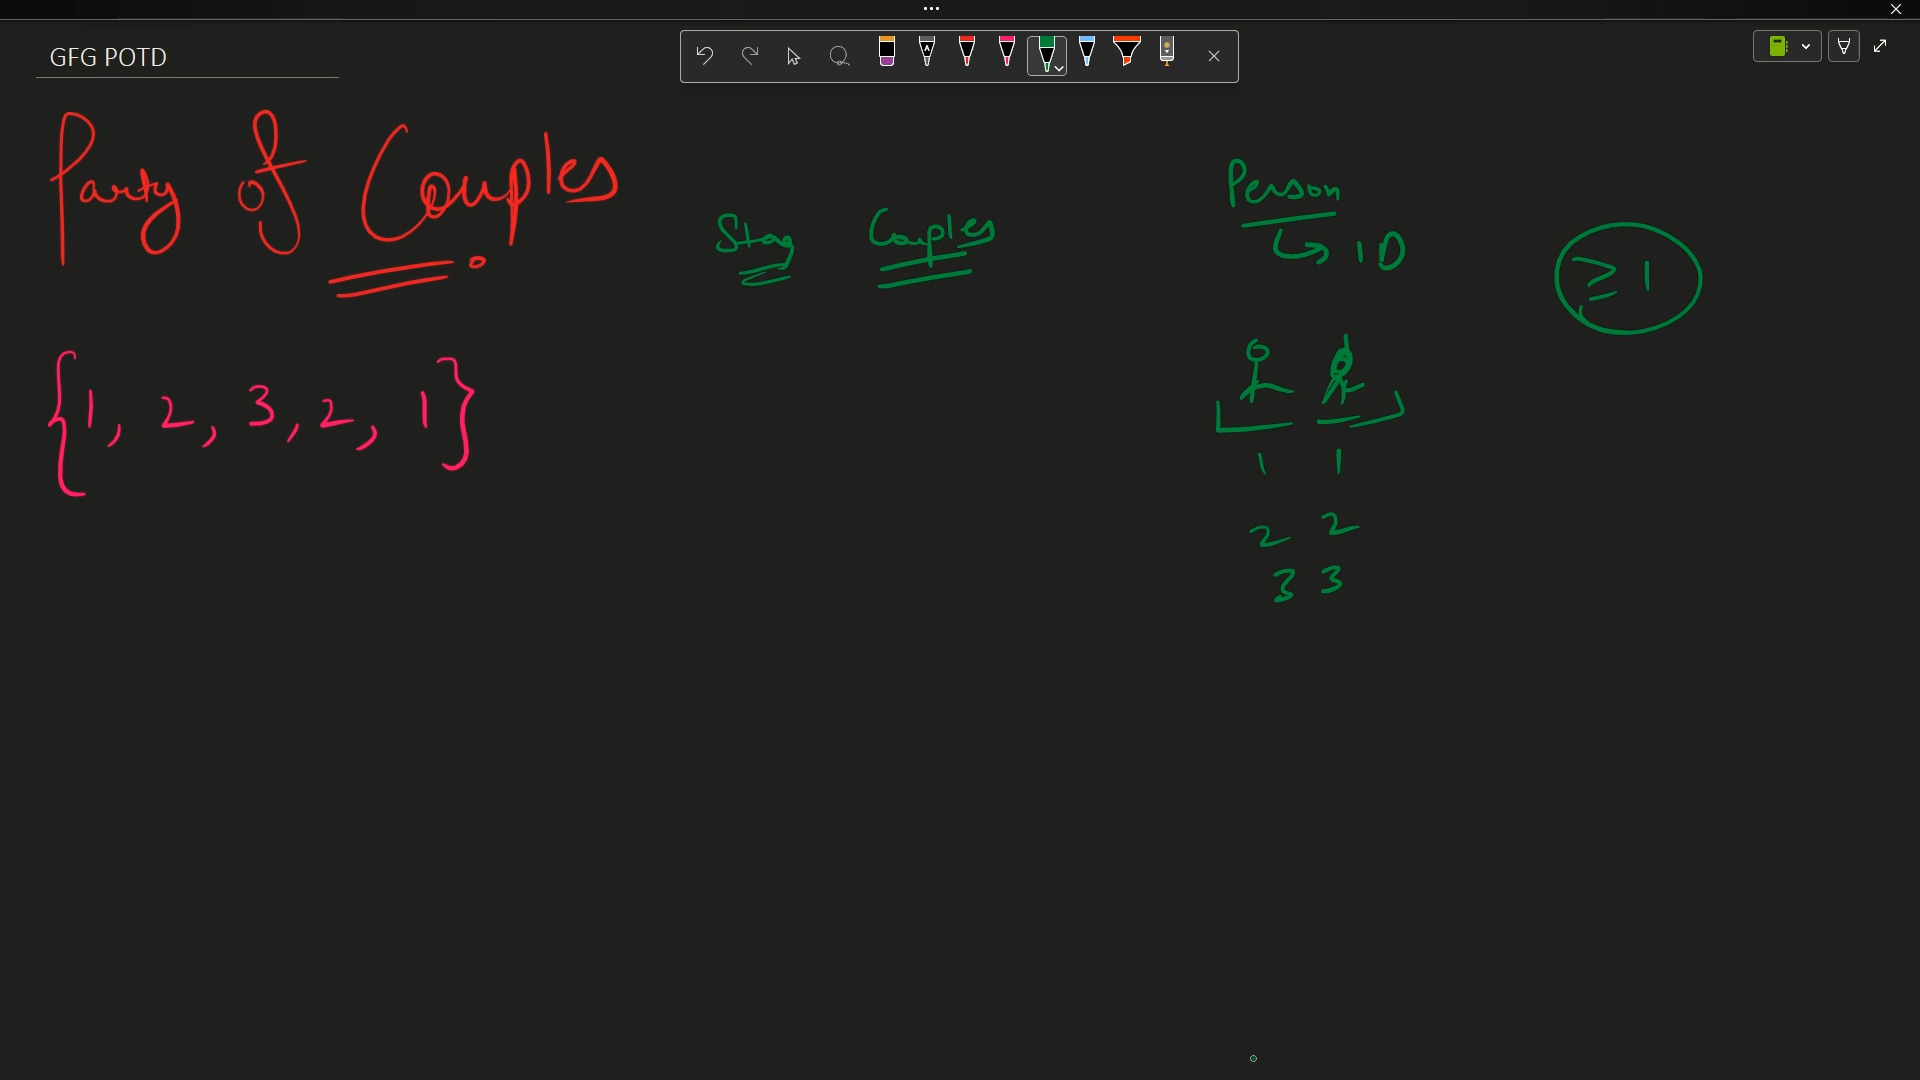 GFG POTD
Party of Couples
Stag Couples
Person
↳ ID
≥ 1
{1, 2, 3, 2, 1}
1 1
2 2
3 3